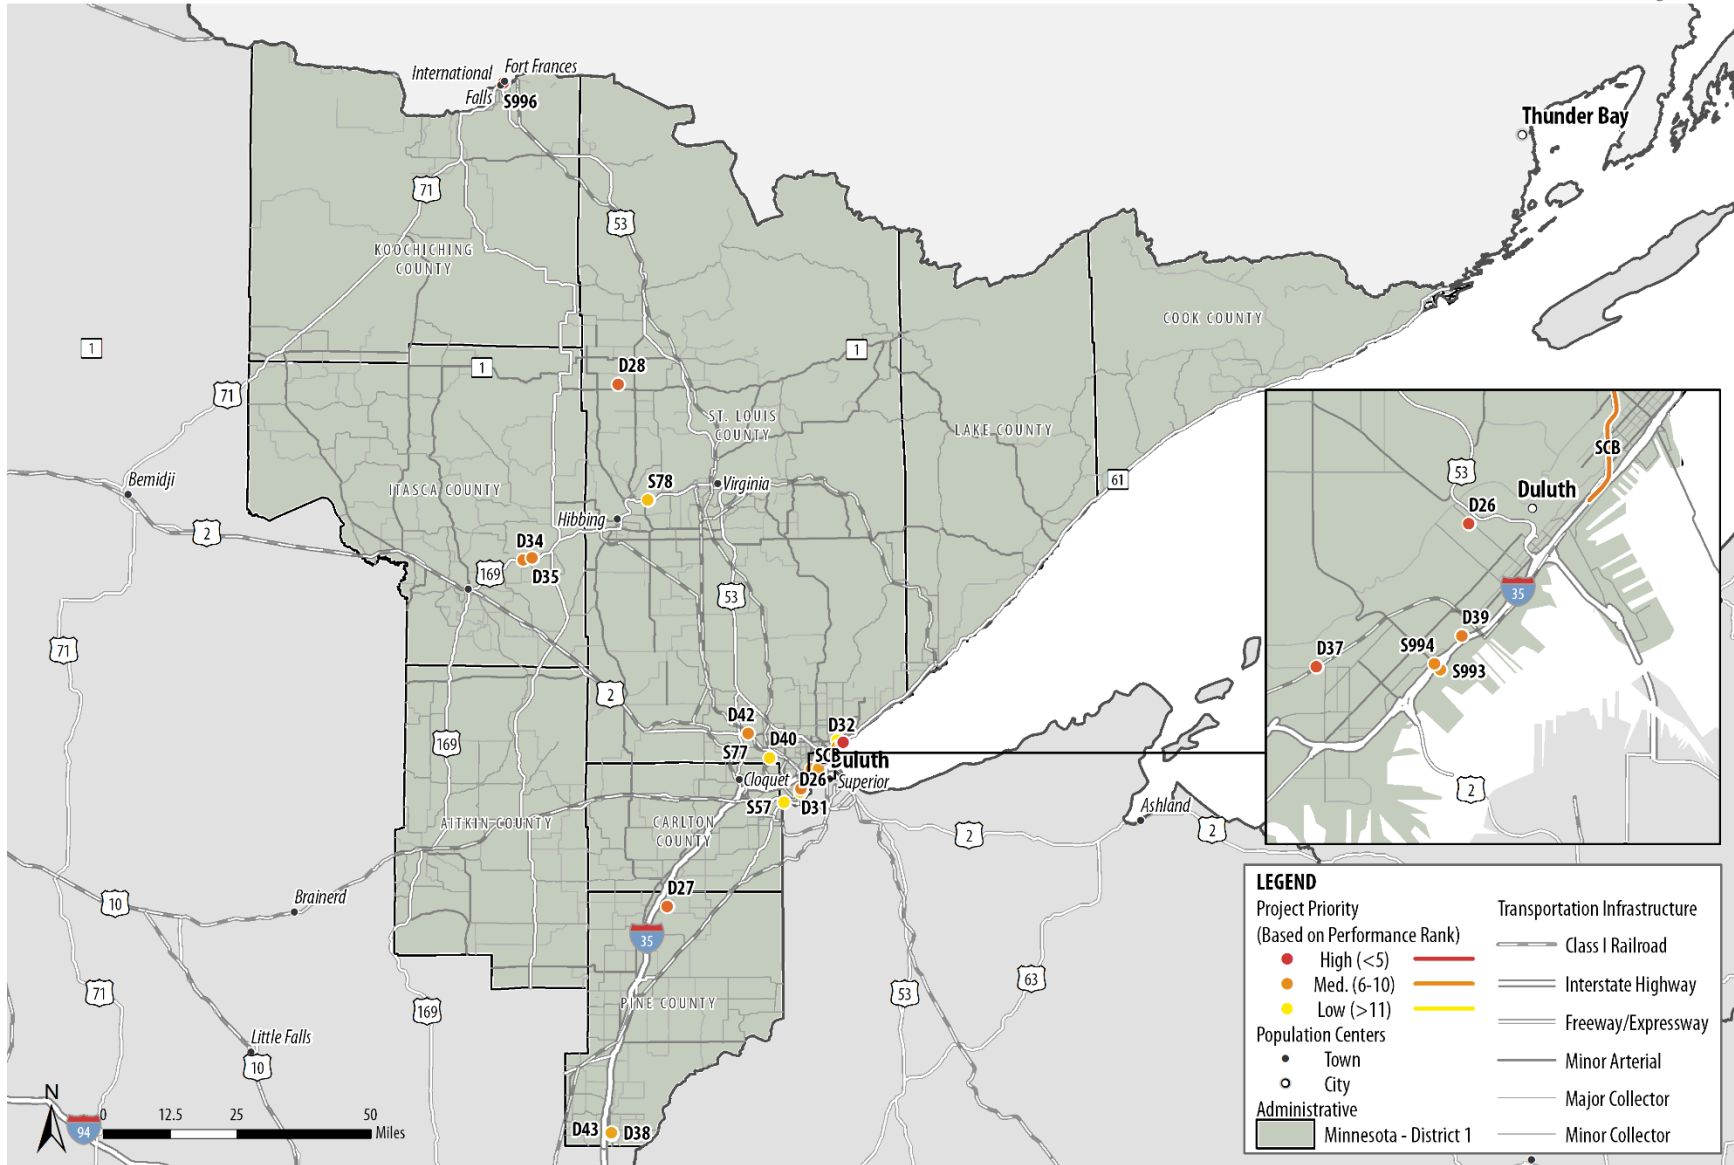 International
Falls
Fort Frances
S996
Thunder Bay
71
53
KOOCHICHING
COUNTY
COOK COUNTY
1
1
1
71
D28
ST. LOUIS
COUNTY
LAKE COUNTY
61
Bemidji
ITASCA COUNTY
S78
Virginia
Hibbing
2
D34
D35
169
53
71
2
169
D42
D40
D32
S77
SCB
Duluth
Cloquet
D26
Superior
S57
D31
AITKIN COUNTY
CARLTON
COUNTY
Ashland
2
2
10
Brainerd
D27
35
71
169
PINE COUNTY
53
63
Little Falls
10
D43
D38
N
0
12.5
25
50
Miles
94
SCB
53
Duluth
D26
35
D39
D37
S994
S993
2
LEGEND
Project Priority
(Based on Performance Rank)
High (<5)
Med. (6-10)
Low (>11)
Population Centers
Town
City
Administrative
Minnesota - District 1
Transportation Infrastructure
Class I Railroad
Interstate Highway
Freeway/Expressway
Minor Arterial
Major Collector
Minor Collector